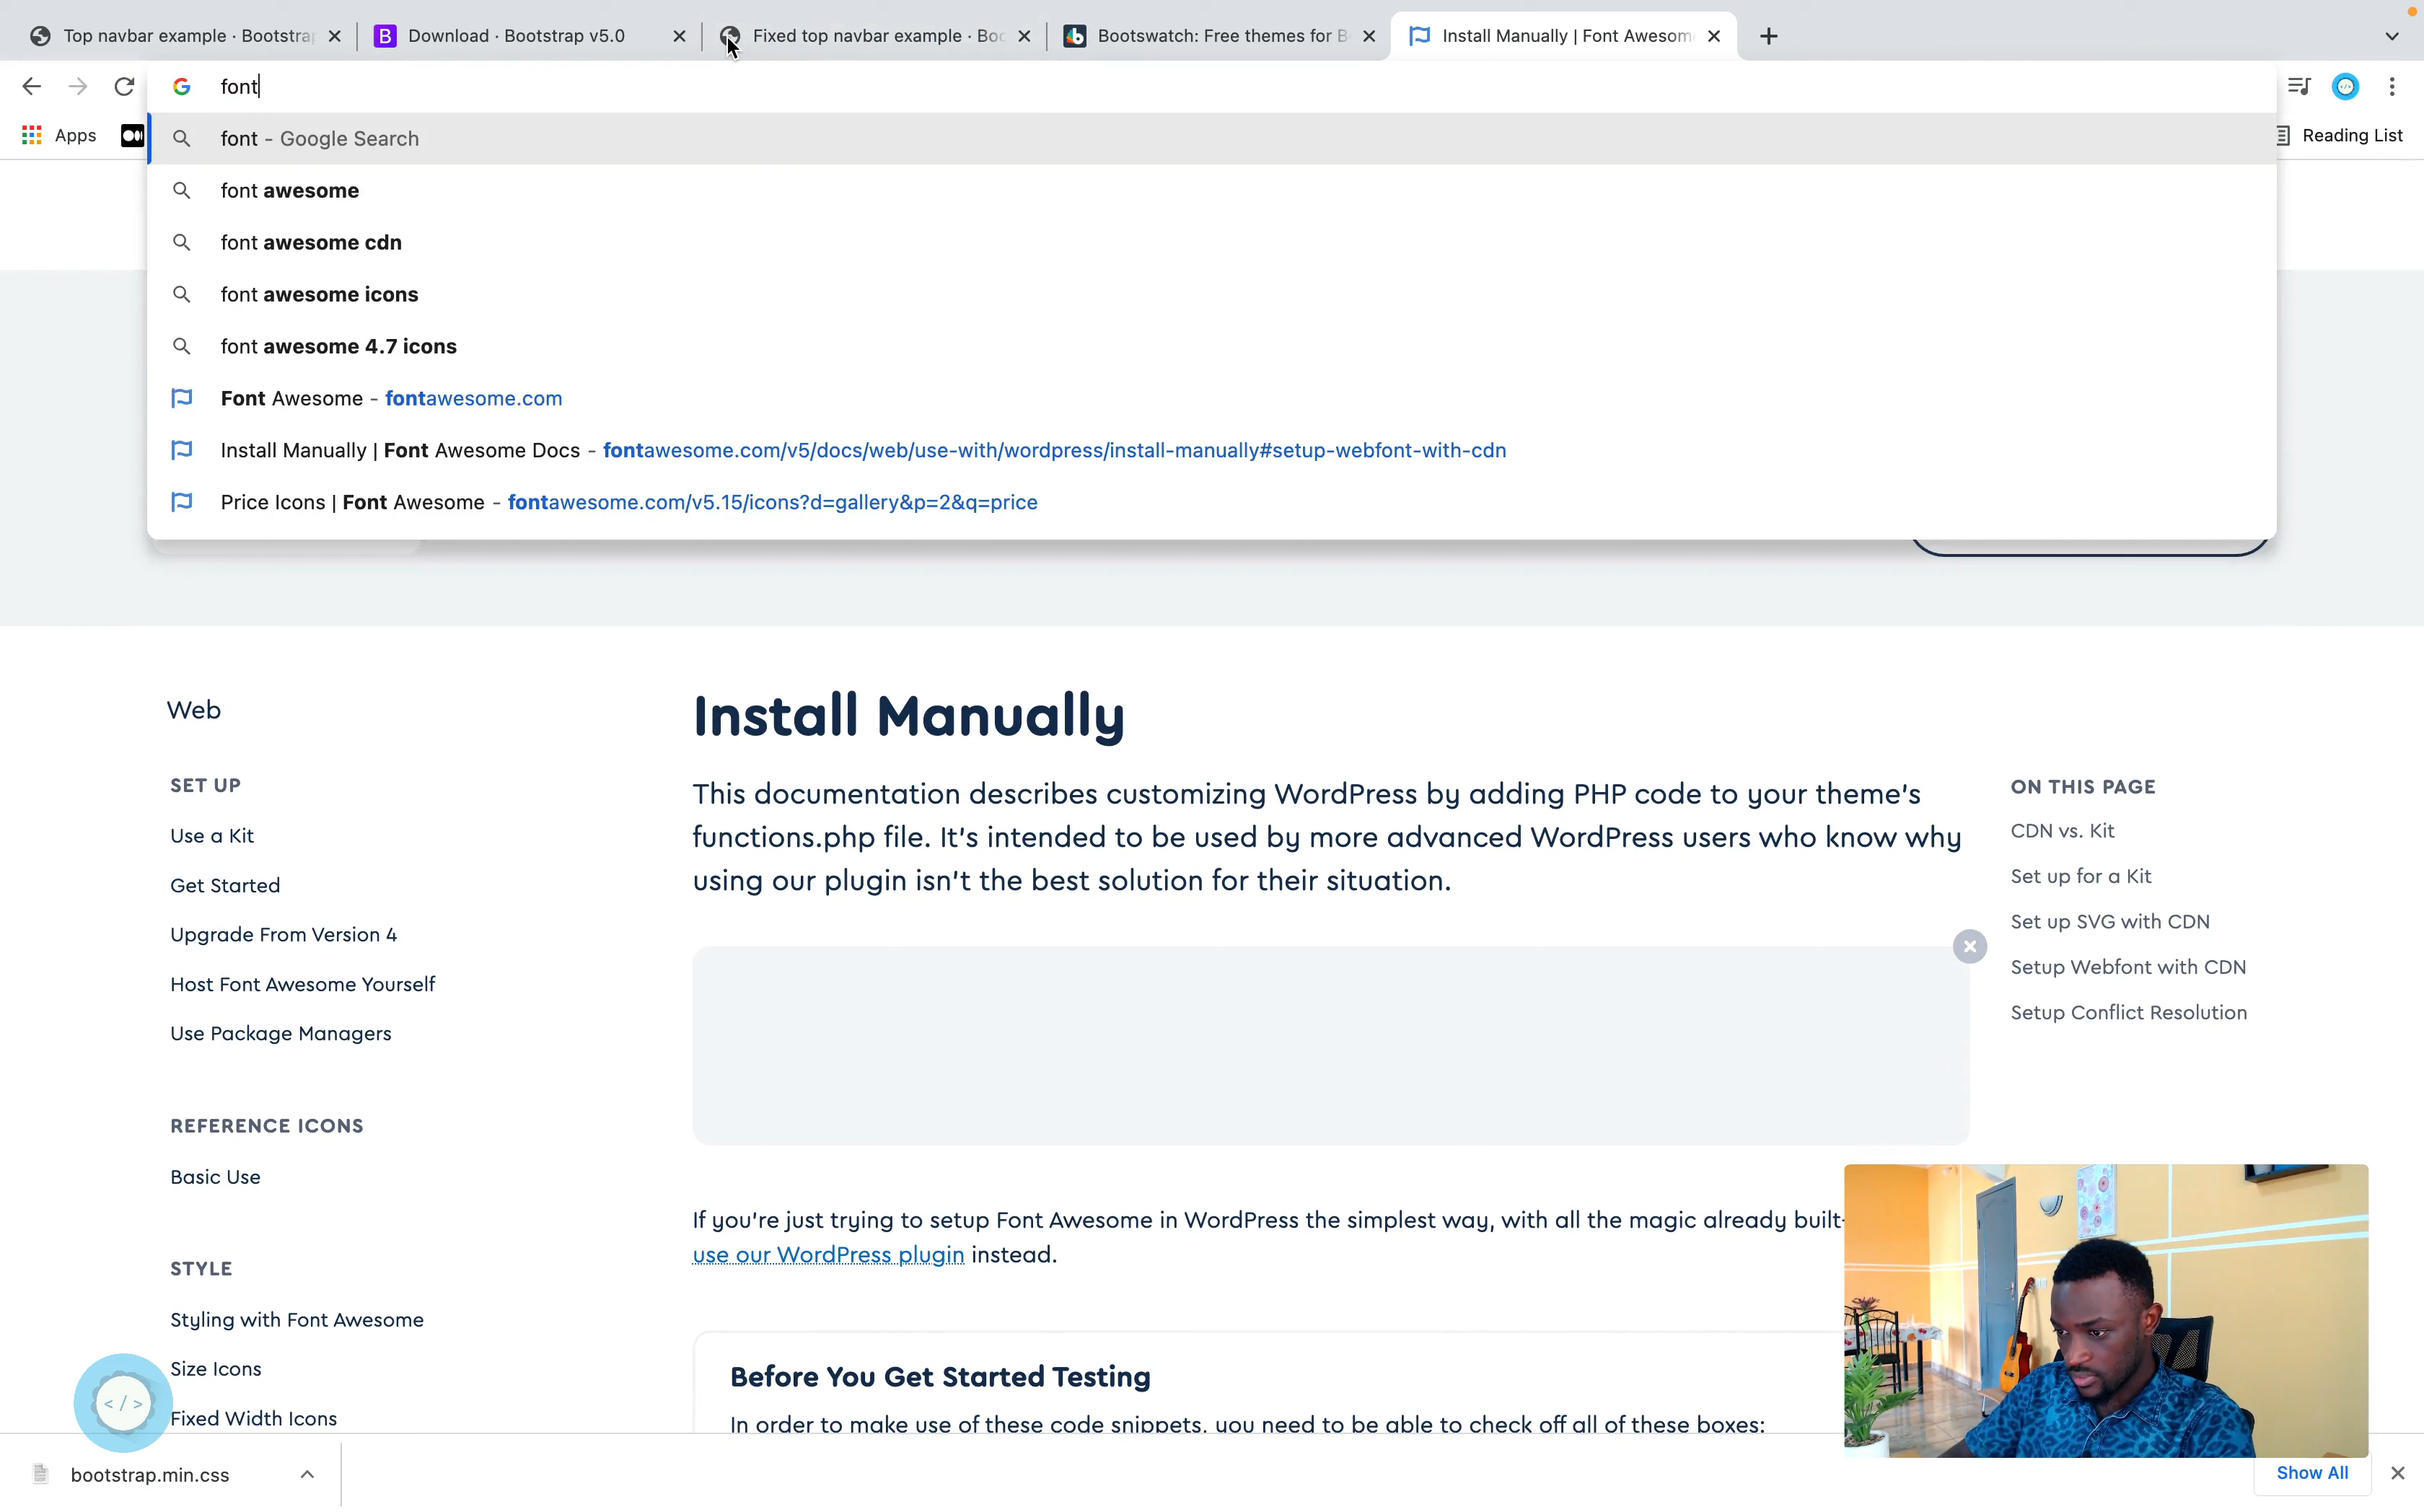 Top navbar example · Bootstrap
Download · Bootstrap v5.0
Fixed top navbar example · Boo
Bootswatch: Free themes for B
Install Manually | Font Awesom
font
Apps
Reading List
font - Google Search
font awesome
font awesome cdn
font awesome icons
font awesome 4.7 icons
Font Awesome - fontawesome.com
Install Manually | Font Awesome Docs - fontawesome.com/v5/docs/web/use-with/wordpress/install-manually#setup-webfont-with-cdn
Price Icons | Font Awesome - fontawesome.com/v5.15/icons?d=gallery&p=2&q=price
Web
SET UP
Use a Kit
Get Started
Upgrade From Version 4
Host Font Awesome Yourself
Use Package Managers
REFERENCE ICONS
Basic Use
STYLE
Styling with Font Awesome
Size Icons
Fixed Width Icons
Install Manually
This documentation describes customizing WordPress by adding PHP code to your theme's
functions.php file. It's intended to be used by more advanced WordPress users who know why
using our plugin isn't the best solution for their situation.
If you're just trying to setup Font Awesome in WordPress the simplest way, with all the magic already built-
use our WordPress plugin instead.
Before You Get Started Testing
In order to make use of these code snippets, you need to be able to check off all of these boxes:
ON THIS PAGE
CDN vs. Kit
Set up for a Kit
Set up SVG with CDN
Setup Webfont with CDN
Setup Conflict Resolution
</>
bootstrap.min.css
Show All